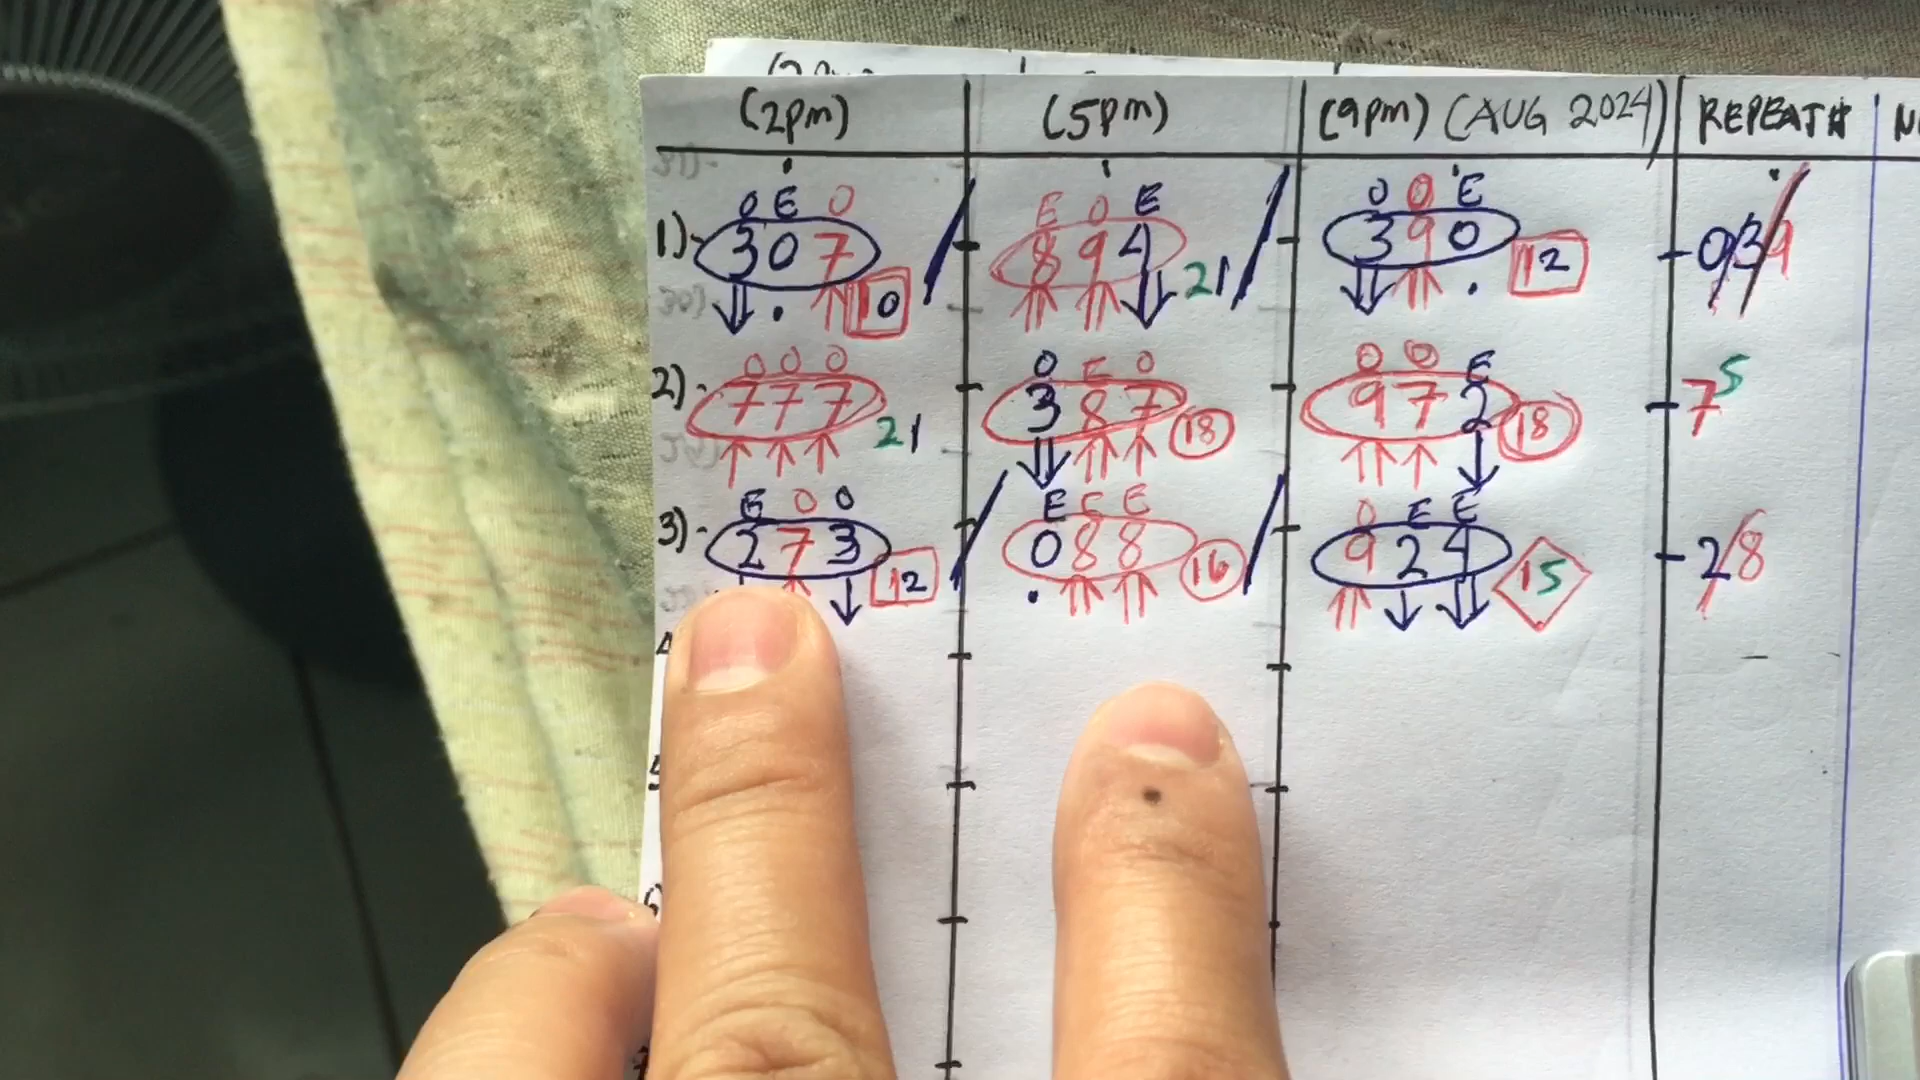 (2pm) (5pm) (9pm) (AUG 2024) REPEAT# N
O E O E O E O O E
1)- 307 894 390 - 0/3/9
10 21 12
O O O O E O O O E
2)- 777 387 972 - 7 5
21 18 18
E O O E E E O E E
3)- 273 088 924 - 2/8
12 16 15